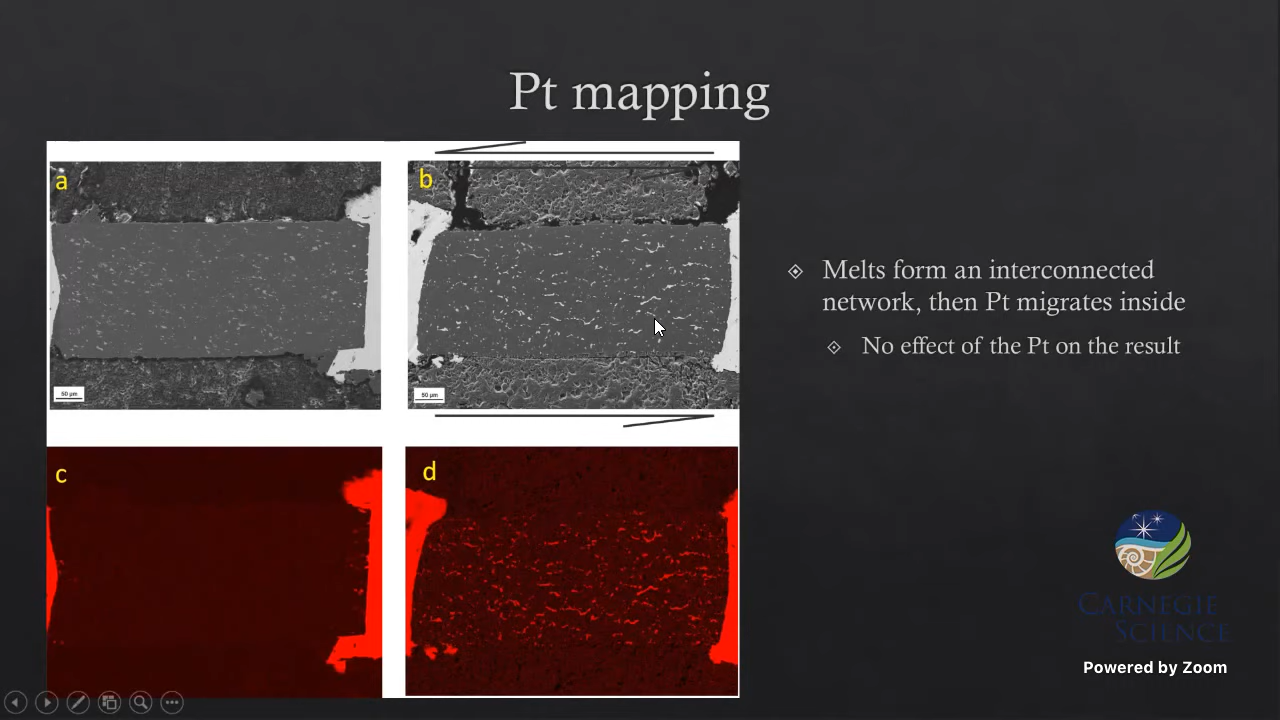 Pt mapping
a
b
50 µm
50 µm
c
d
Melts form an interconnected
network, then Pt migrates inside
No effect of the Pt on the result
CARNEGIE
SCIENCE
Powered by Zoom